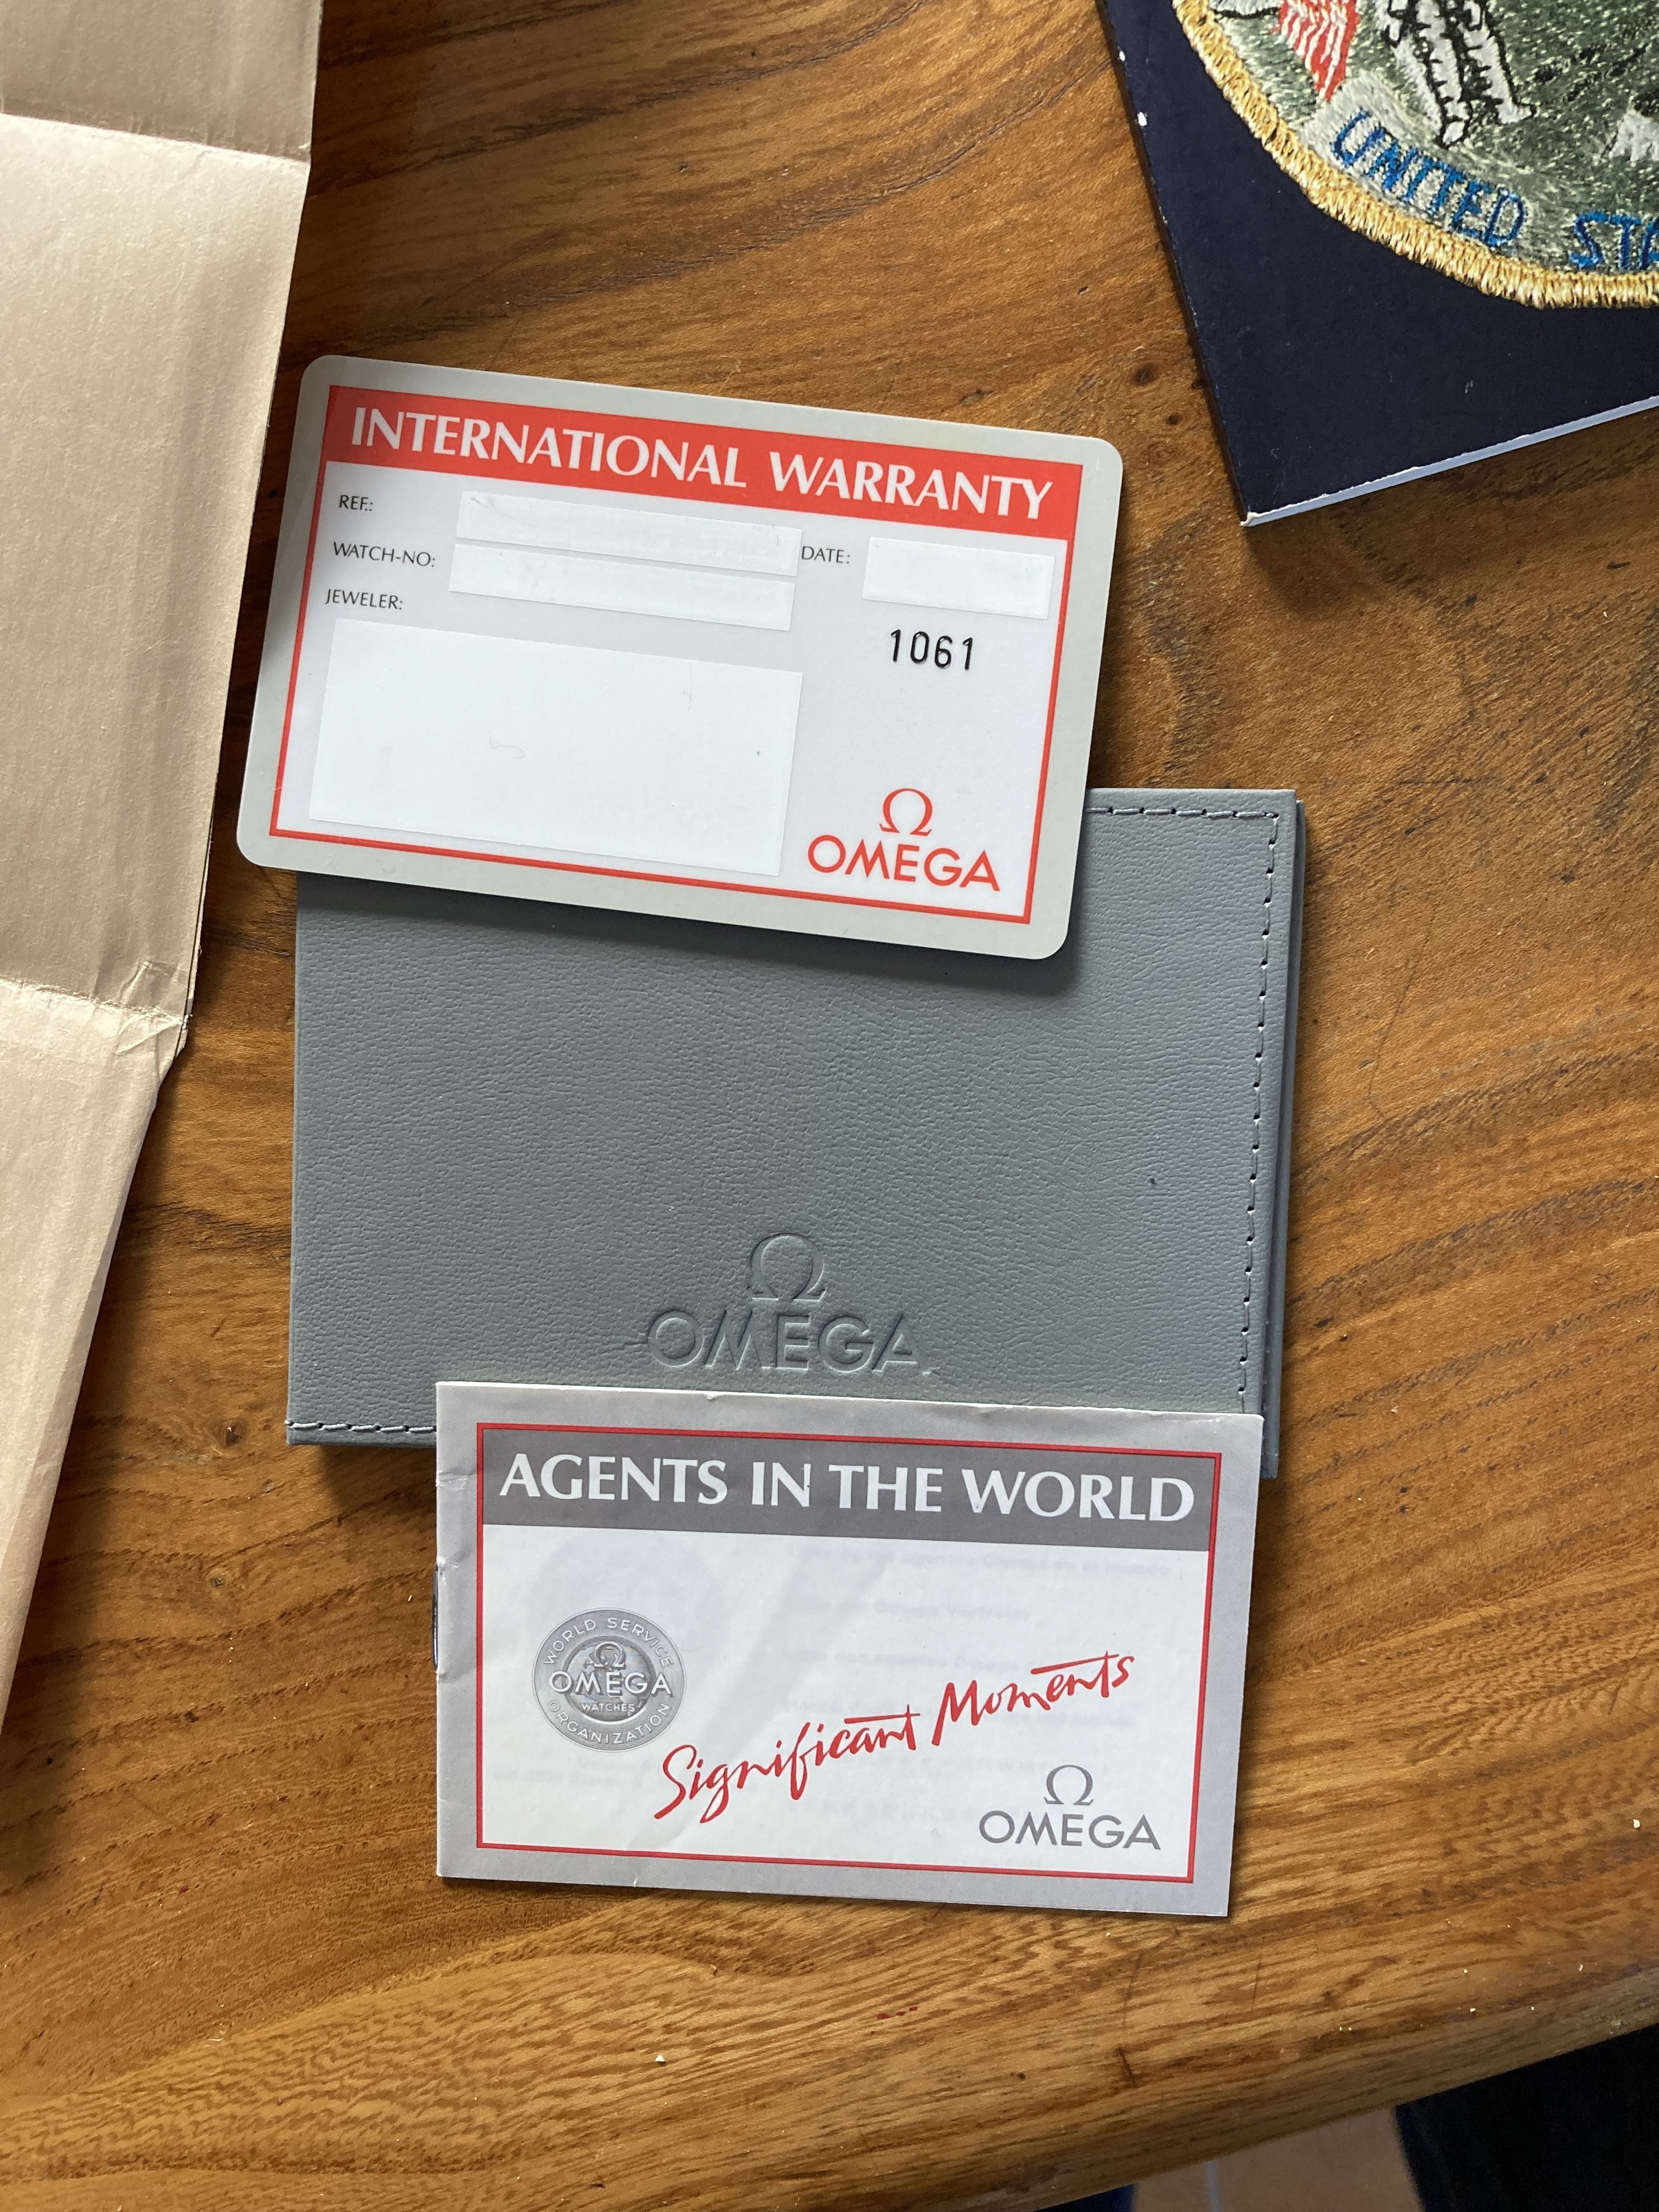 UNITED STA
INTERNATIONAL WARRANTY
REF.:
WATCH-NO:
DATE:
JEWELER:
1061
Ω
OMEGA
Ω
OMEGA
AGENTS IN THE WORLD
WORLD SERVICE
Ω
OMEGA
WATCHES
ORGANIZATION
Significant Moments
Ω
OMEGA